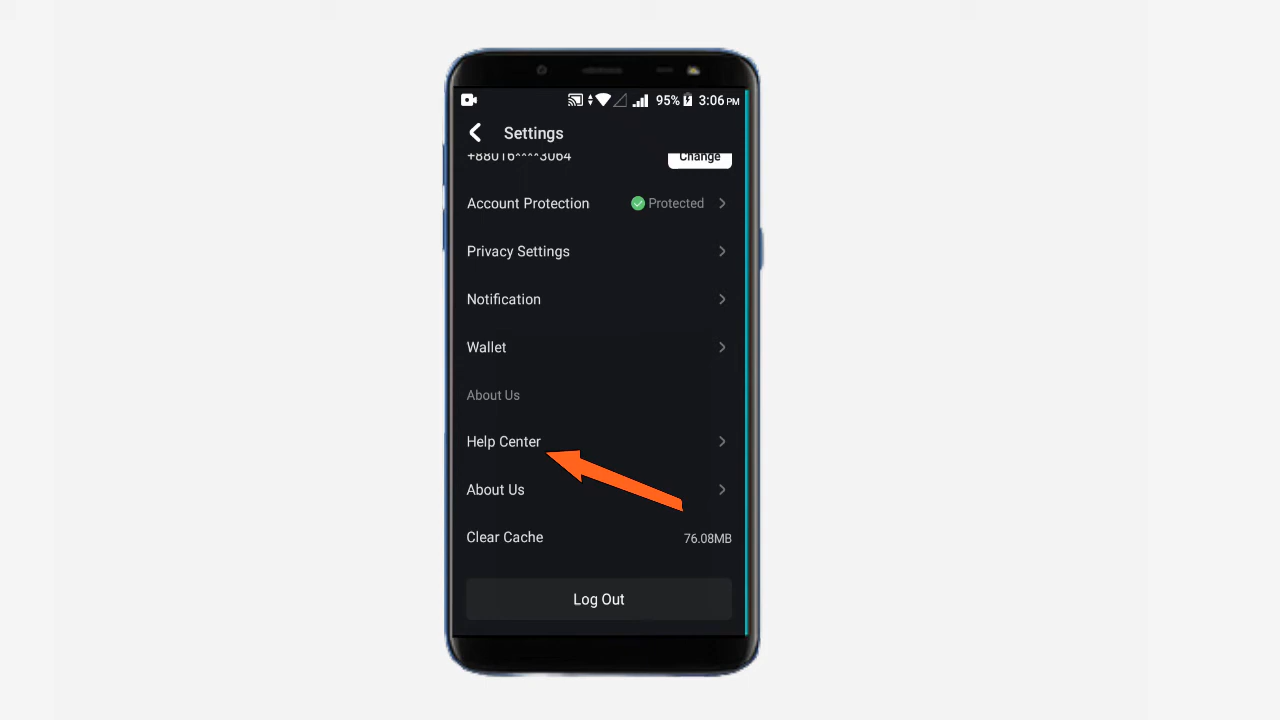 95% 3:06 PM
Settings
+88016****3064 Change
Account Protection Protected
Privacy Settings
Notification
Wallet
About Us
Help Center
About Us
Clear Cache 76.08MB
Log Out